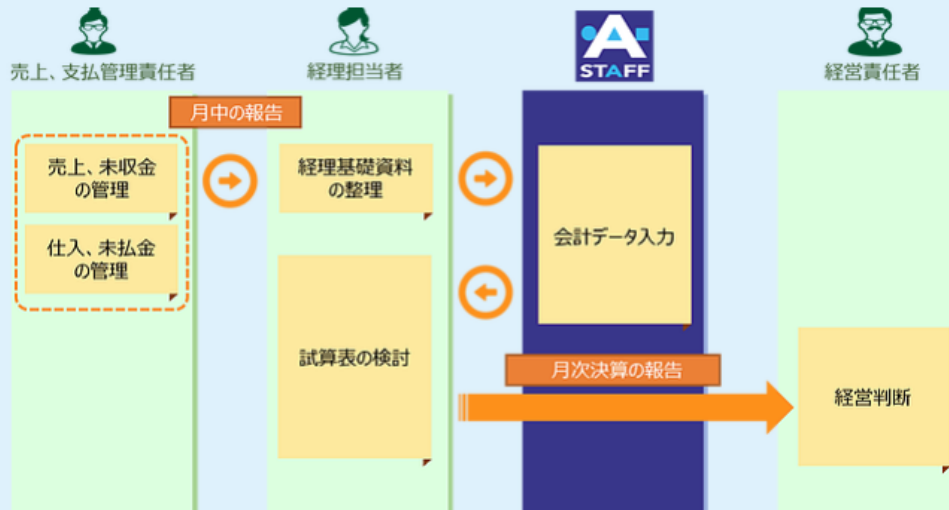 売上、支払管理責任者
経理担当者
A
STAFF
経営責任者
月中の報告
売上、未収金
の管理
経理基礎資料
の整理
会計データ入力
仕入、未払金
の管理
試算表の検討
月次決算の報告
経営判断